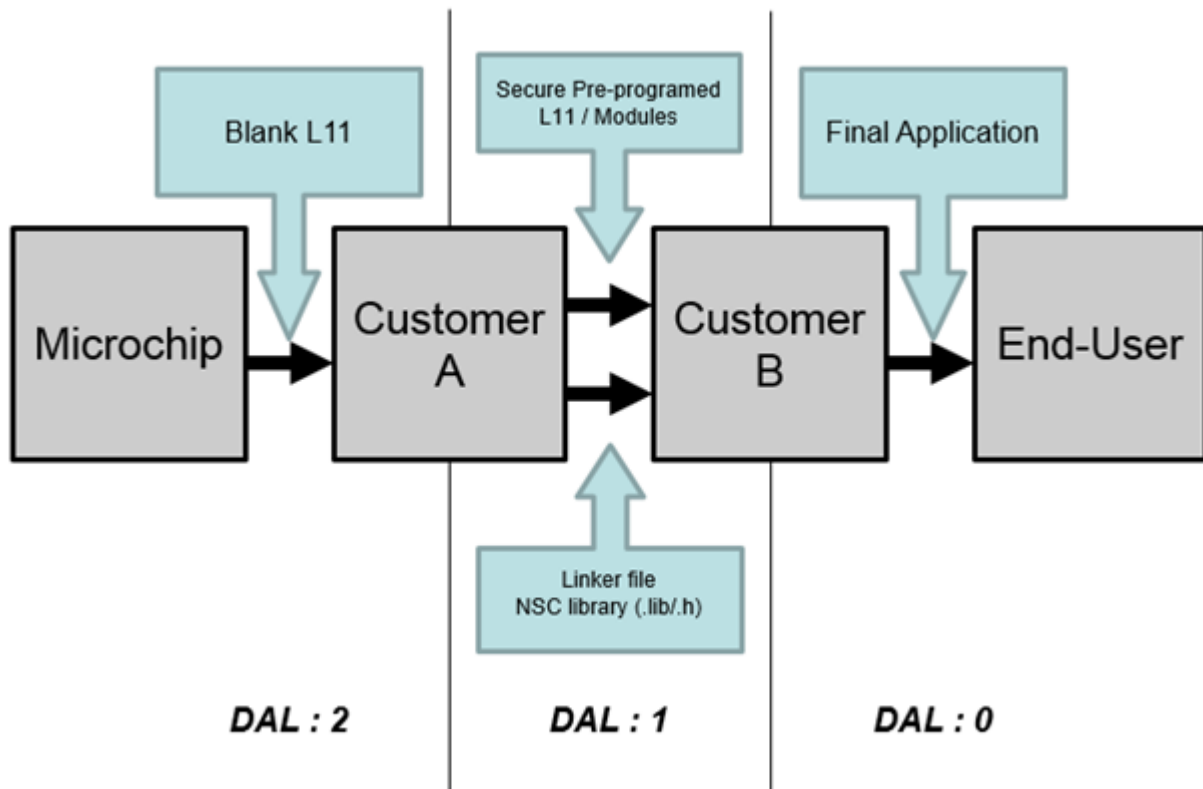 Blank L11
Secure Pre-programed
L11 / Modules
Final Application
Microchip
Customer
A
Customer
B
End-User
Linker file
NSC library (.lib/.h)
DAL : 2
DAL : 1
DAL : 0